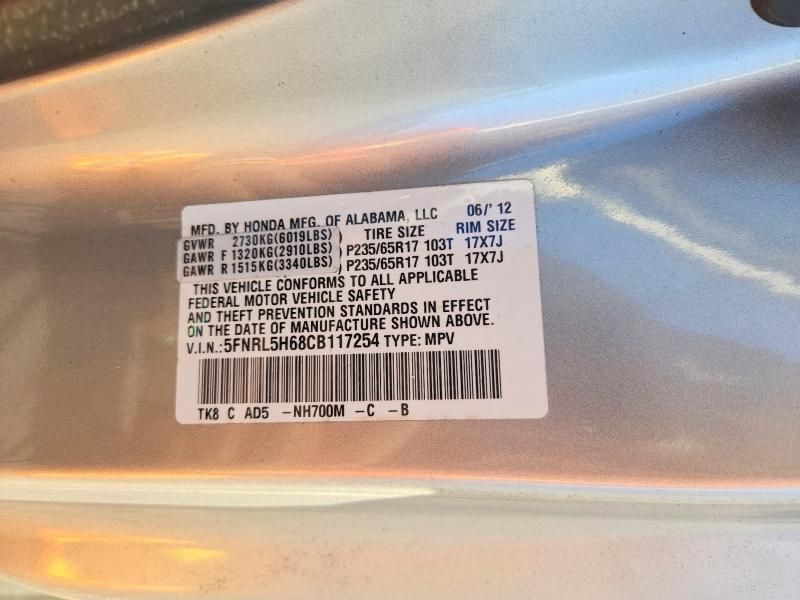 MFD. BY HONDA MFG. OF ALABAMA, LLC 06/' 12
TIRE SIZE RIM SIZE
GVWR 2730KG(6019LBS)
GAWR F 1320KG(2910LBS) P235/65R17 103T 17X7J
GAWR R 1515KG(3340LBS) P235/65R17 103T 17X7J
THIS VEHICLE CONFORMS TO ALL APPLICABLE
FEDERAL MOTOR VEHICLE SAFETY
AND THEFT PREVENTION STANDARDS IN EFFECT
ON THE DATE OF MANUFACTURE SHOWN ABOVE.
V.I.N.:5FNRL5H68CB117254 TYPE: MPV
TK8 C AD5 -NH700M -C -B